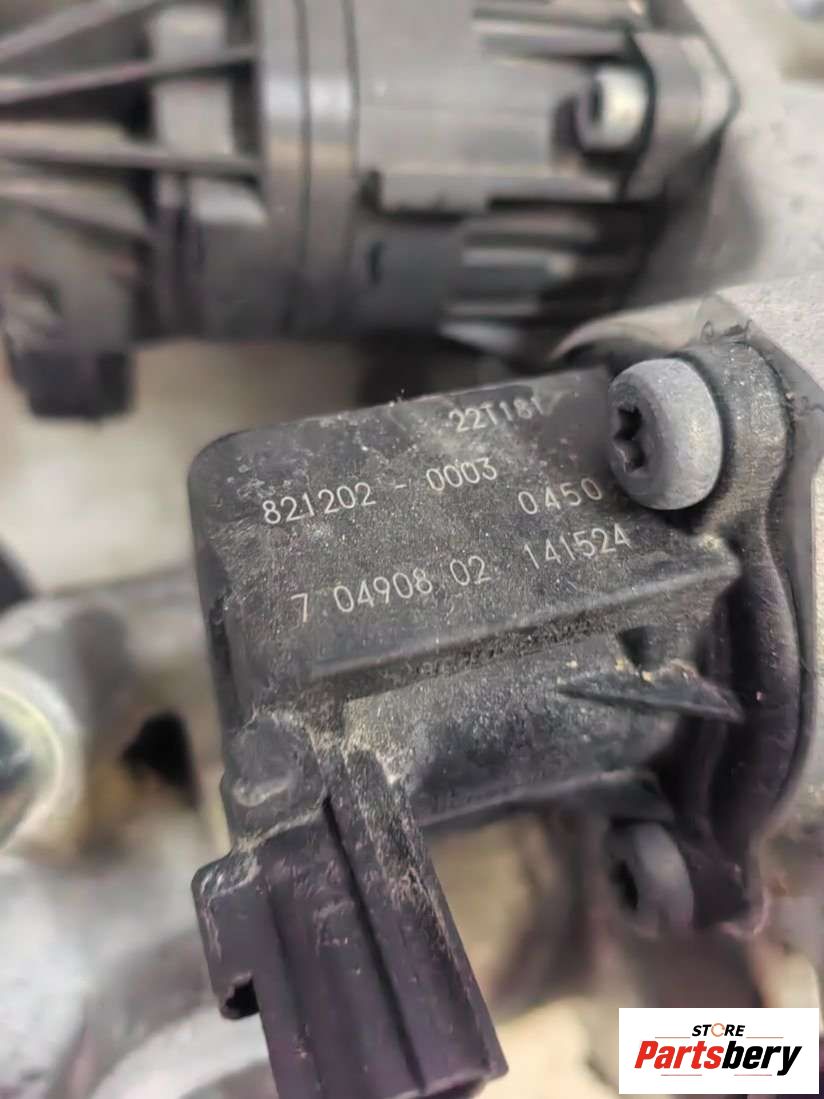 22T181
821202 - 0003
0450
7.04908 02 141524
STORE
Partsbery